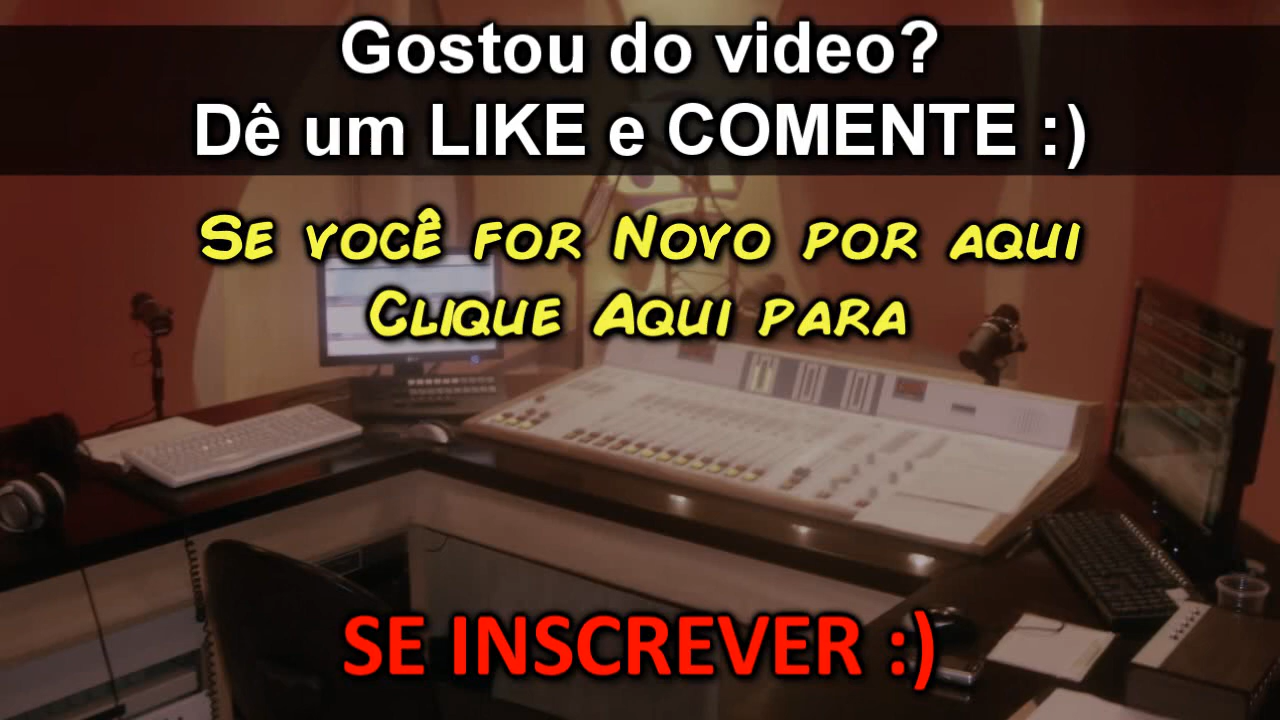 Gostou do video?
Dê um LIKE e COMENTE :)
Se você for Novo por aqui
Clique Aqui para
SE INSCREVER :)